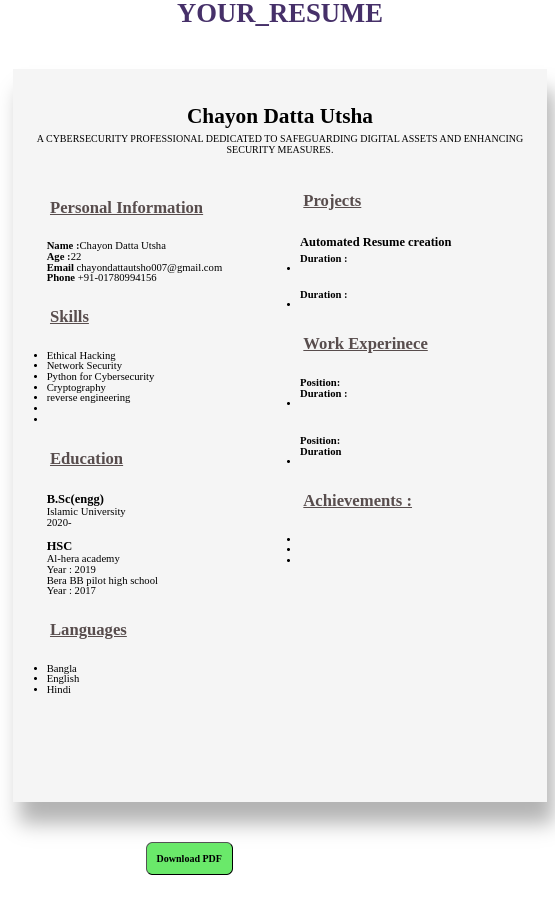 YOUR_RESUME
Chayon Datta Utsha
A CYBERSECURITY PROFESSIONAL DEDICATED TO SAFEGUARDING DIGITAL ASSETS AND ENHANCING
SECURITY MEASURES.
Personal Information
Name :Chayon Datta Utsha
Age :22
Email chayondattautsho007@gmail.com
Phone +91-01780994156
Skills
Ethical Hacking
Network Security
Python for Cybersecurity
Cryptography
reverse engineering
Education
B.Sc(engg)
Islamic University
2020-
HSC
Al-hera academy
Year : 2019
Bera BB pilot high school
Year : 2017
Languages
Bangla
English
Hindi
Projects
Automated Resume creation
Duration :
Duration :
Work Experinece
Position:
Duration :
Position:
Duration
Achievements :
Download PDF